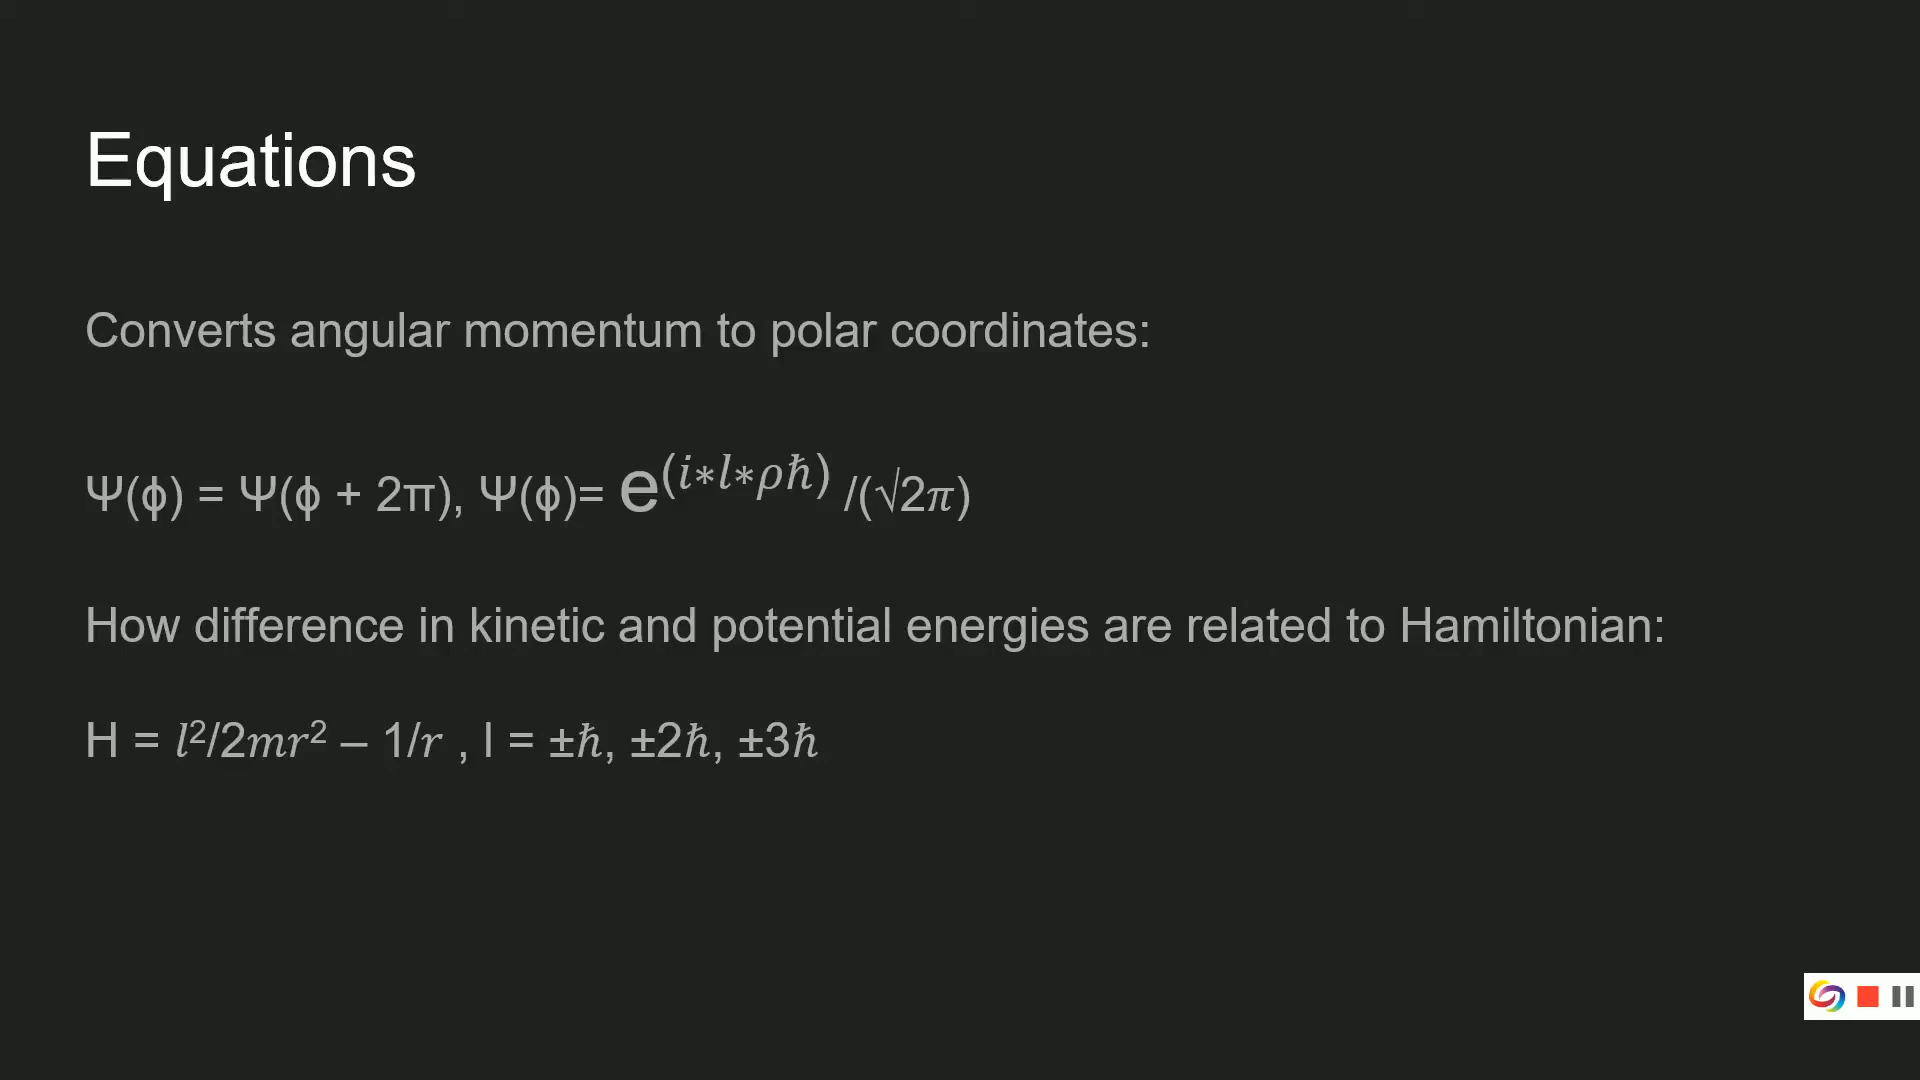 Equations
Converts angular momentum to polar coordinates:
Ψ(ϕ) = Ψ(ϕ + 2π), Ψ(ϕ)= e^(𝑖∗𝑙∗𝜌ℏ) /(√2𝜋)
How difference in kinetic and potential energies are related to Hamiltonian:
H = 𝑙²/2𝑚𝑟² – 1/𝑟 , l = ±ℏ, ±2ℏ, ±3ℏ